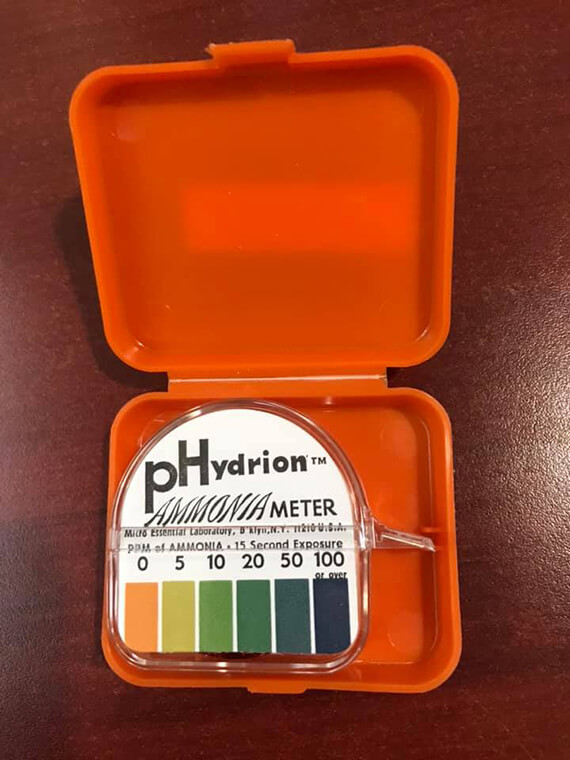 pHydrion™
AMMONIA METER
Micro Essential Laboratory, B'klyn, N.Y. 11210 U.S.A.
PPM of AMMONIA • 15 Second Exposure
0 5 10 20 50 100
or over